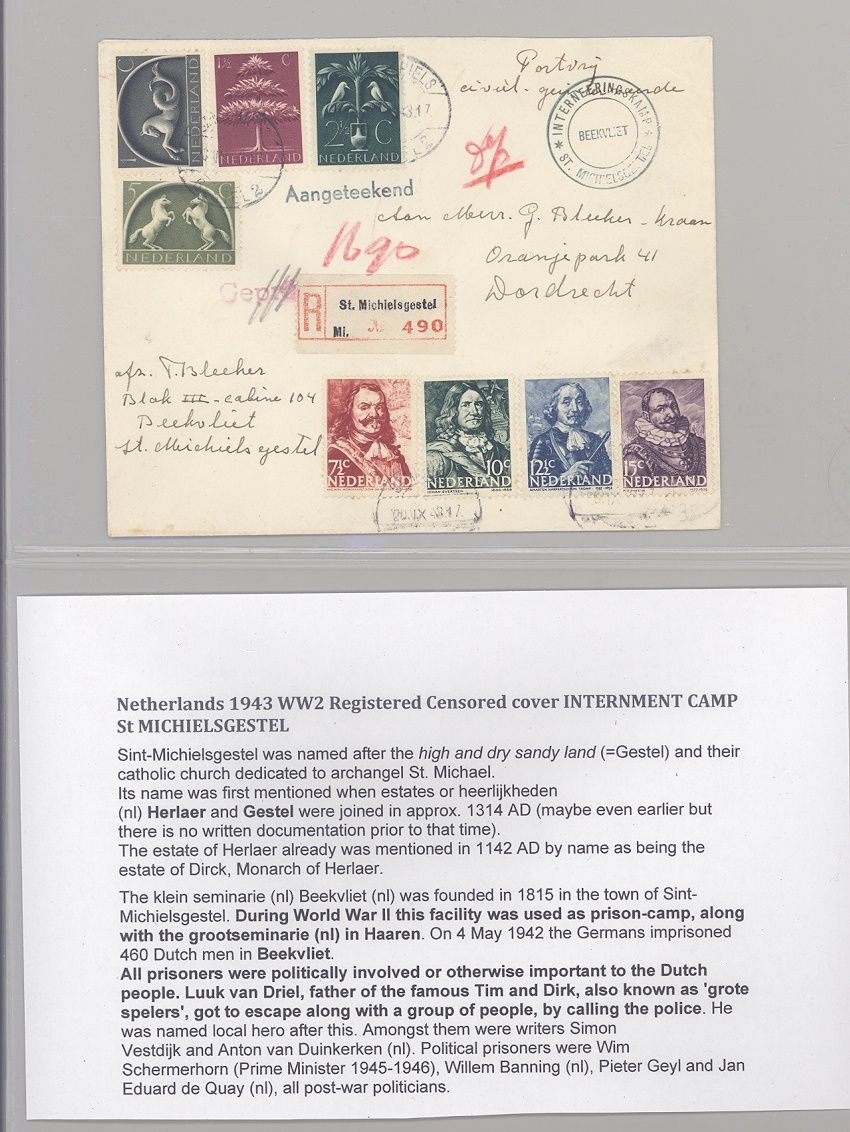 1 C
NEDERLAND
1½ C
NEDERLAND
2½ C
NEDERLAND
5 C
NEDERLAND
Portvrij
civiel-
* INTERNEERINGSKAMP *
BEEKVLIET
ST. MICHIELSGESTEL
Aangeteekend
Aan Mevr. G. Bleeker-Kraan
Oranjepark 41
Dordrecht
1690
Geprüft
R
St. Michielsgestel
Mi. № 490
afz. T. Bleeker
Blok III - cabine 104
Beekvliet
St. Michielsgestel
7½c
NEDERLAND
10c
NEDERLAND
12½c
NEDERLAND
15c
NEDERLAND
20.IX.43.17
Netherlands 1943 WW2 Registered Censored cover INTERNMENT CAMP
St MICHIELSGESTEL
Sint-Michielsgestel was named after the high and dry sandy land (=Gestel) and their
catholic church dedicated to archangel St. Michael.
Its name was first mentioned when estates or heerlijkheden
(nl) Herlaer and Gestel were joined in approx. 1314 AD (maybe even earlier but
there is no written documentation prior to that time).
The estate of Herlaer already was mentioned in 1142 AD by name as being the
estate of Dirck, Monarch of Herlaer.
The klein seminarie (nl) Beekvliet (nl) was founded in 1815 in the town of Sint-
Michielsgestel. During World War II this facility was used as prison-camp, along
with the grootseminarie (nl) in Haaren. On 4 May 1942 the Germans imprisoned
460 Dutch men in Beekvliet.
All prisoners were politically involved or otherwise important to the Dutch
people. Luuk van Driel, father of the famous Tim and Dirk, also known as 'grote
spelers', got to escape along with a group of people, by calling the police. He
was named local hero after this. Amongst them were writers Simon
Vestdijk and Anton van Duinkerken (nl). Political prisoners were Wim
Schermerhorn (Prime Minister 1945-1946), Willem Banning (nl), Pieter Geyl and Jan
Eduard de Quay (nl), all post-war politicians.